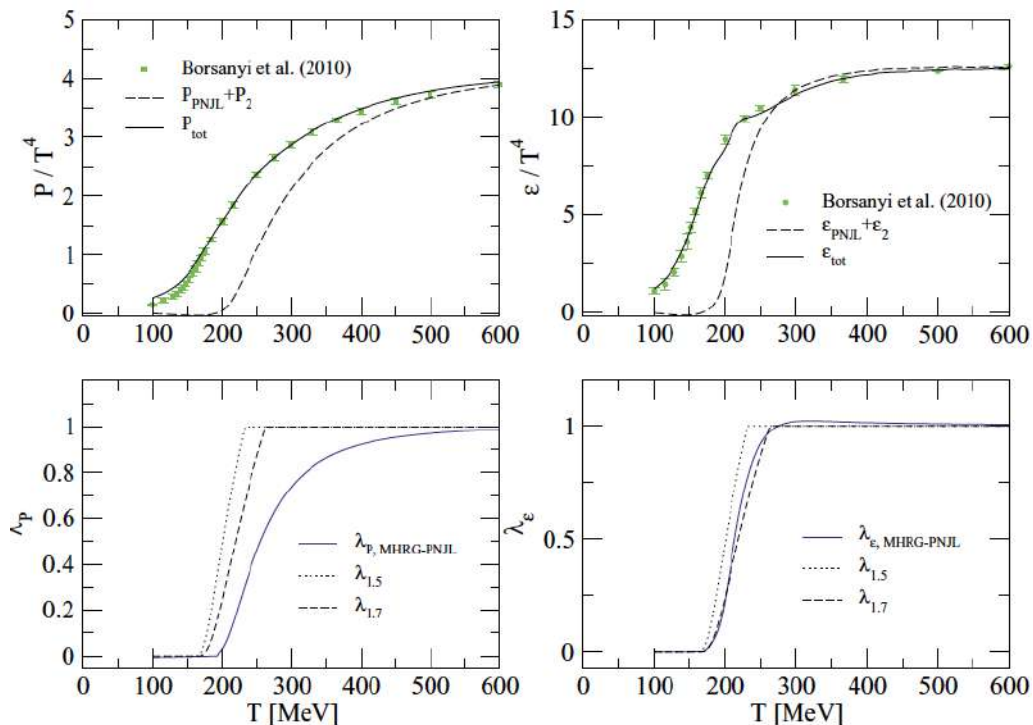 5
4
3
2
1
0
P / T⁴
Borsanyi et al. (2010)
P_PNJL+P_2
P_tot
0 100 200 300 400 500 600
15
10
5
0
ε / T⁴
Borsanyi et al. (2010)
ε_PNJL+ε_2
ε_tot
0 100 200 300 400 500 600
1
0.8
0.6
0.4
0.2
0
λ_P
λ_P, MHRG-PNJL
λ_1.5
λ_1.7
0 100 200 300 400 500 600
T [MeV]
1
0.5
0
λ_ε
λ_ε, MHRG-PNJL
λ_1.5
λ_1.7
0 100 200 300 400 500 600
T [MeV]